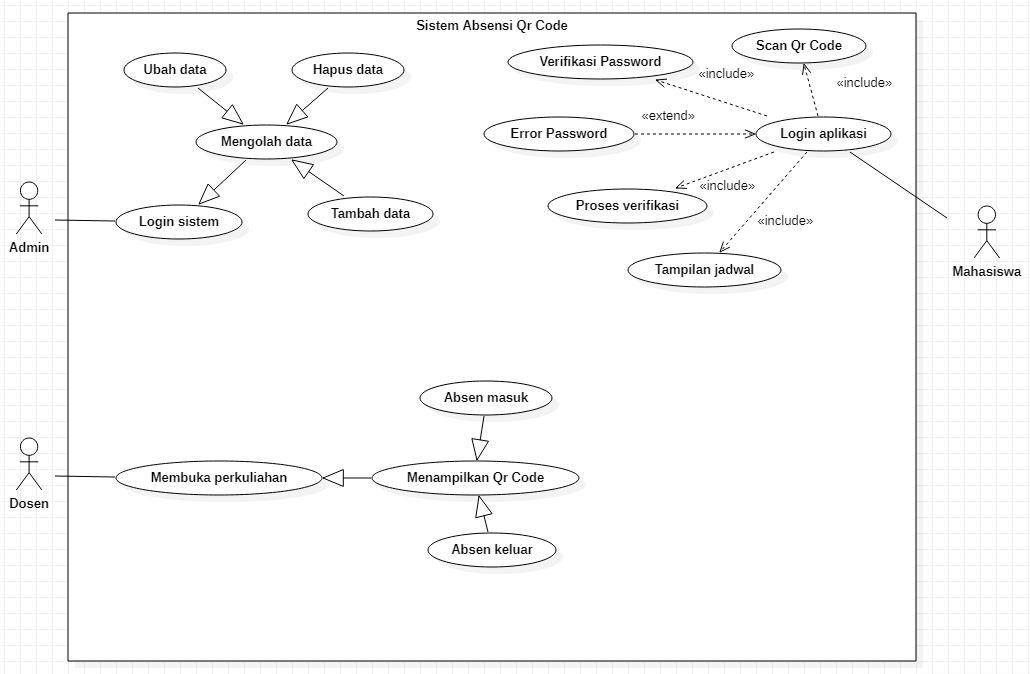 Sistem Absensi Qr Code
Ubah data
Hapus data
Mengolah data
Tambah data
Login sistem
Admin
Verifikasi Password
Scan Qr Code
«include»
«include»
«extend»
Error Password
Login aplikasi
«include»
Proses verifikasi
«include»
Tampilan jadwal
Mahasiswa
Absen masuk
Membuka perkuliahan
Menampilkan Qr Code
Dosen
Absen keluar